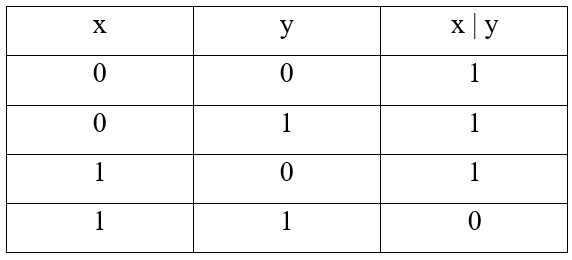 x y x | y
0 0 1
0 1 1
1 0 1
1 1 0